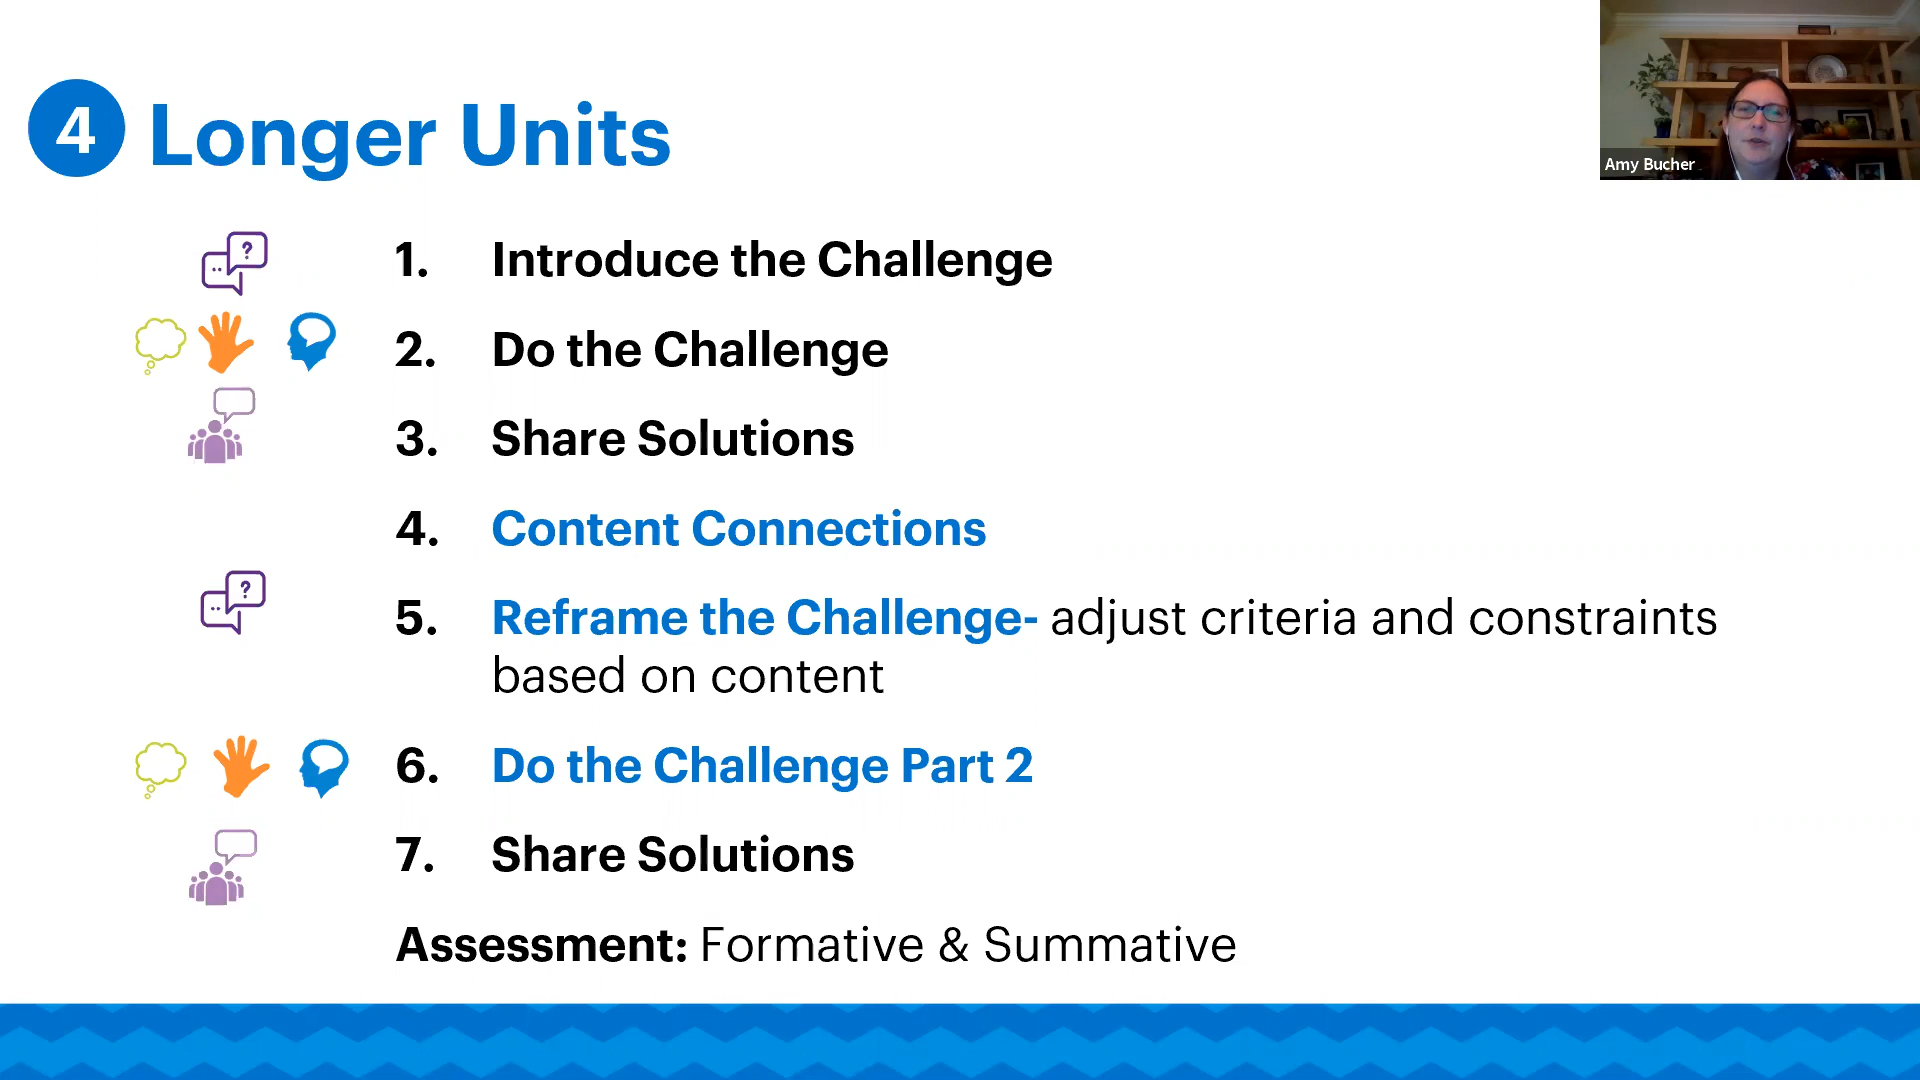 4 Longer Units
Amy Bucher
? ..
1. Introduce the Challenge
2. Do the Challenge
3. Share Solutions
4. Content Connections
? ..
5. Reframe the Challenge- adjust criteria and constraints
based on content
6. Do the Challenge Part 2
7. Share Solutions
Assessment: Formative & Summative